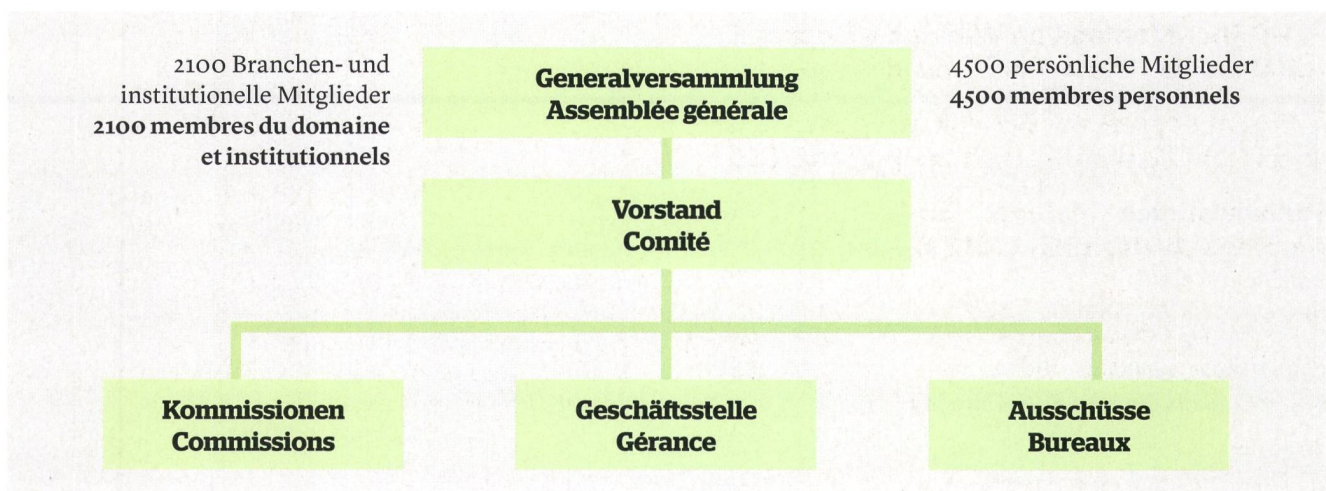 2100 Branchen- und
institutionelle Mitglieder
2100 membres du domaine
et institutionnels
Generalversammlung
Assemblée générale
4500 persönliche Mitglieder
4500 membres personnels
Vorstand
Comité
Kommissionen
Commissions
Geschäftsstelle
Gérance
Ausschüsse
Bureaux